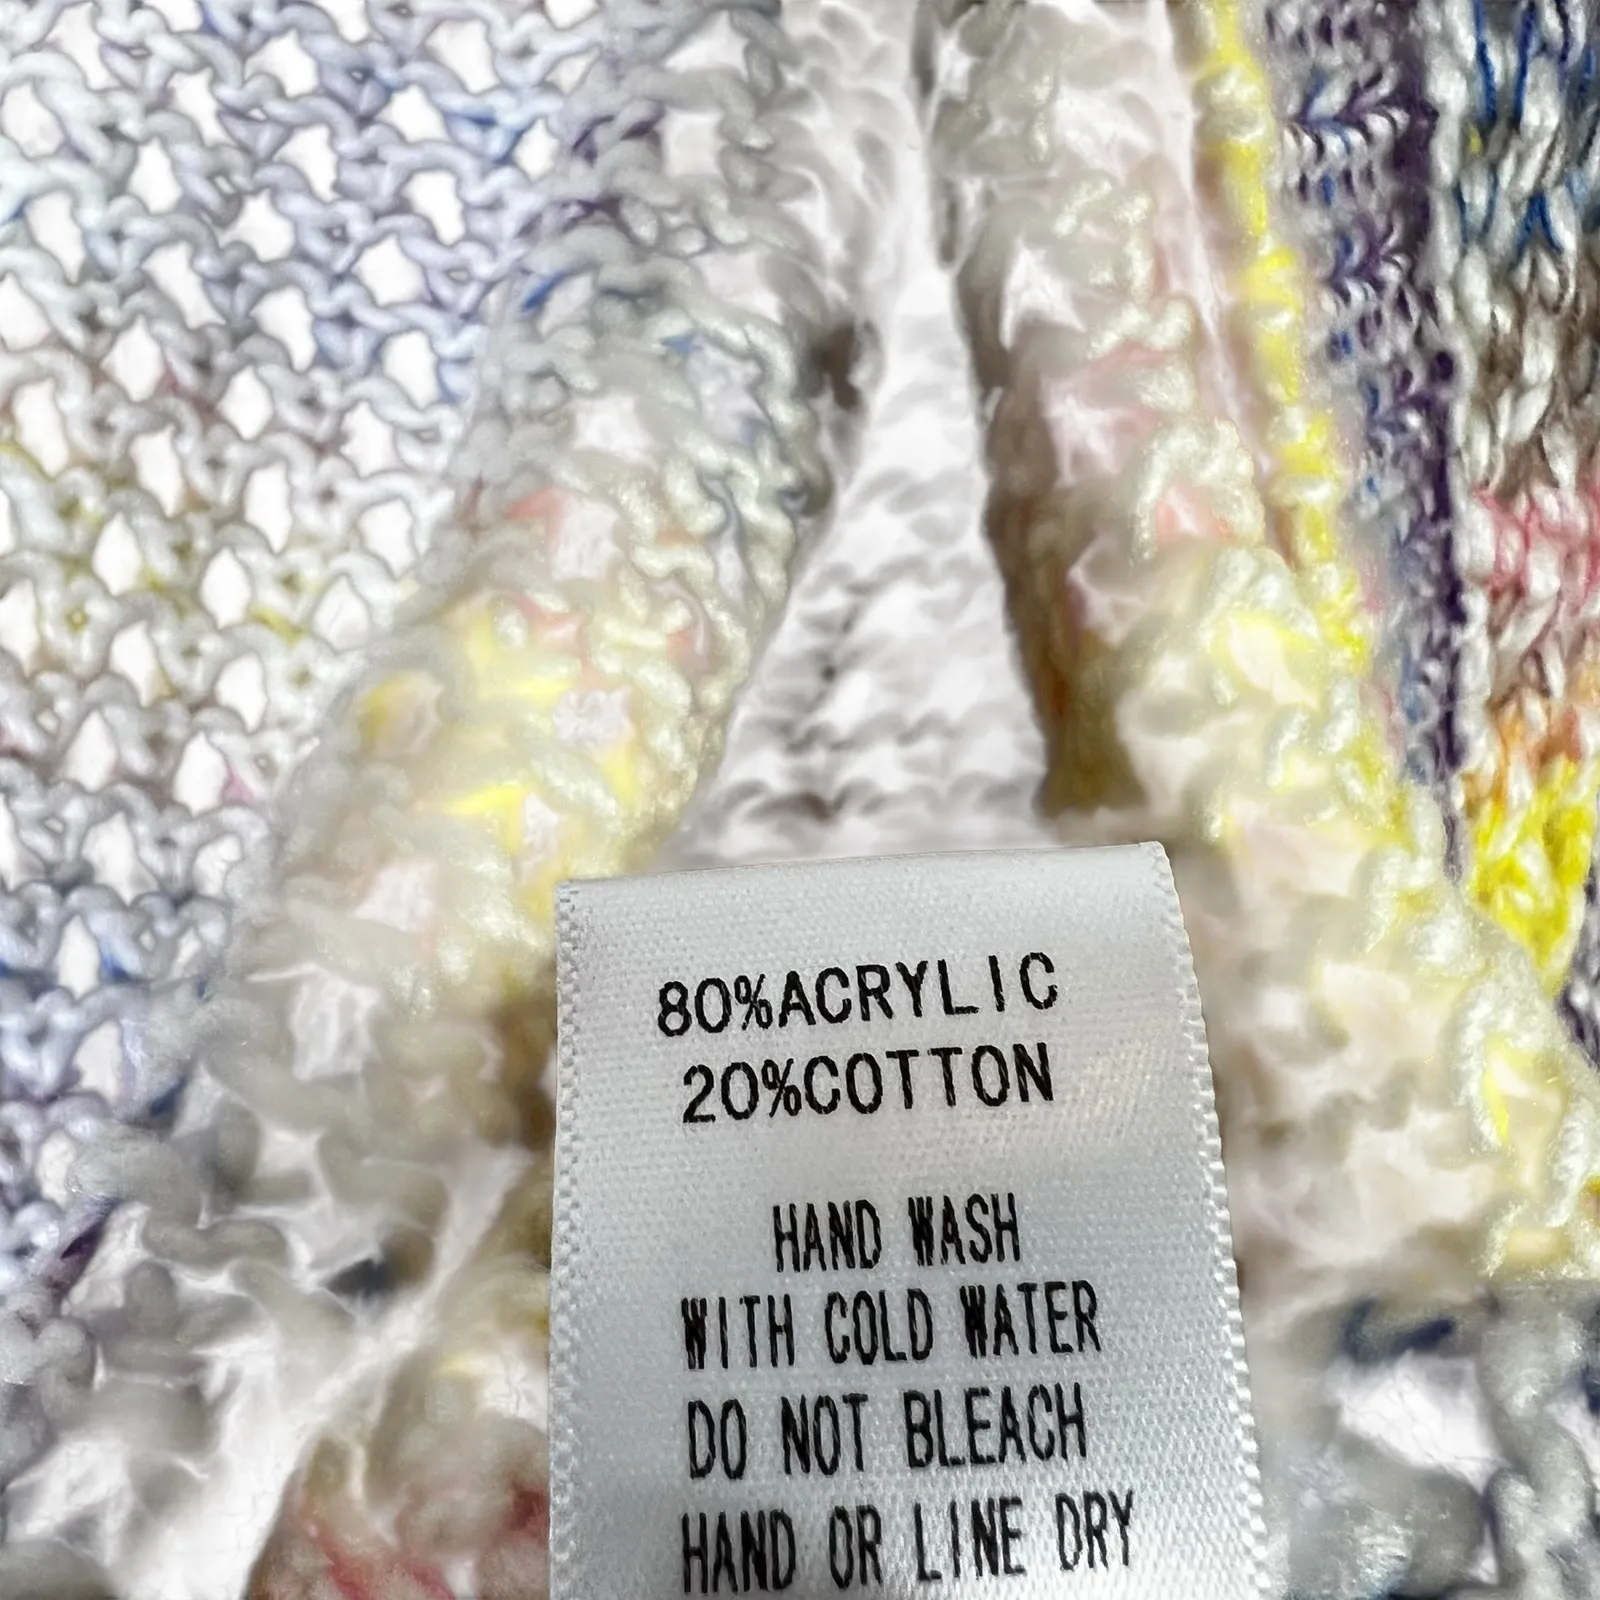 80%ACRYLIC
20%COTTON
HAND WASH
WITH COLD WATER
DO NOT BLEACH
HAND OR LINE DRY